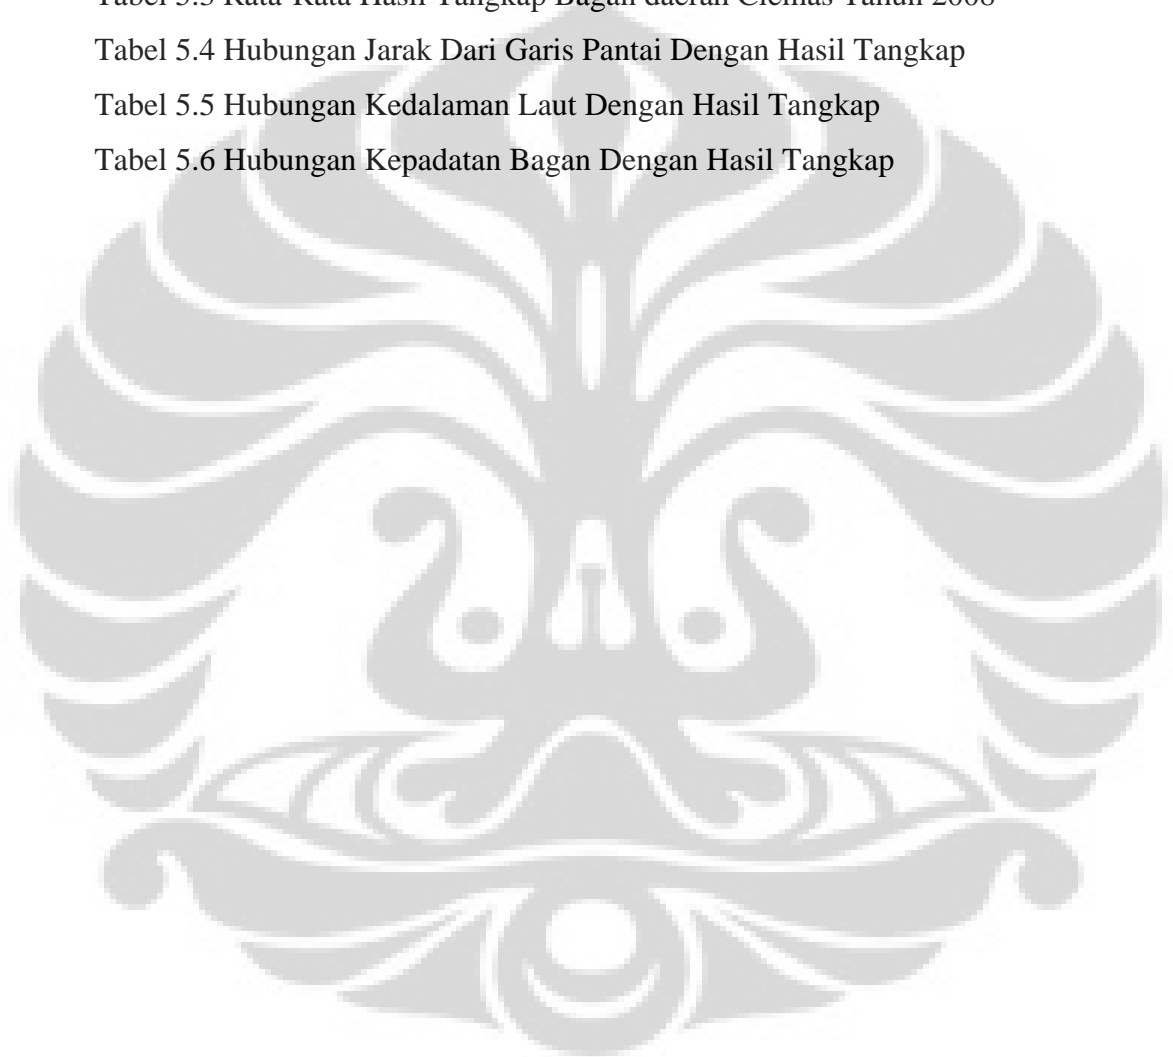 Tabel 5.3 Rata-Rata Hasil Tangkap Bagan daerah Ciemas Tahun 2008
Tabel 5.4 Hubungan Jarak Dari Garis Pantai Dengan Hasil Tangkap
Tabel 5.5 Hubungan Kedalaman Laut Dengan Hasil Tangkap
Tabel 5.6 Hubungan Kepadatan Bagan Dengan Hasil Tangkap